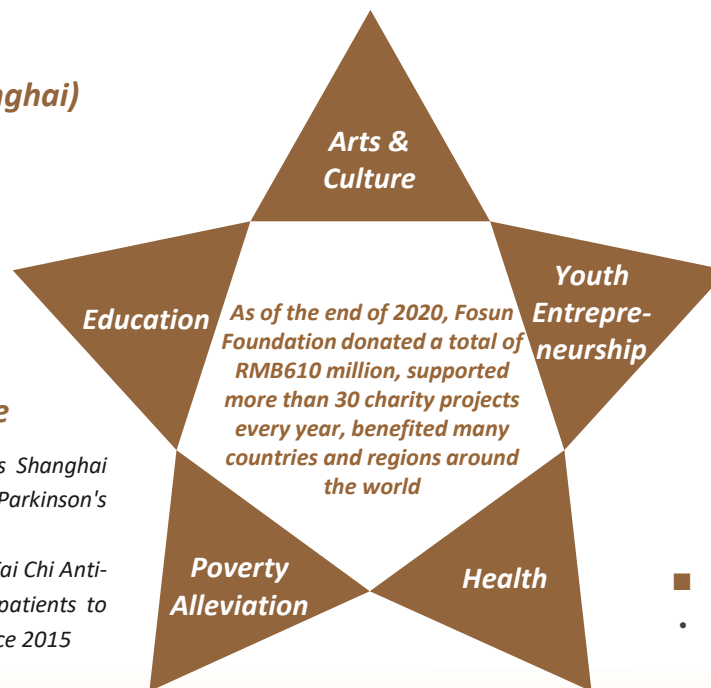 nghai)
Arts &
Culture
Education
Youth
Entrepre-
neurship
As of the end of 2020, Fosun
Foundation donated a total of
RMB610 million, supported
more than 30 charity projects
every year, benefited many
countries and regions around
the world
e
s Shanghai
Parkinson's
Tai Chi Anti-
patients to
ce 2015
Poverty
Alleviation
Health